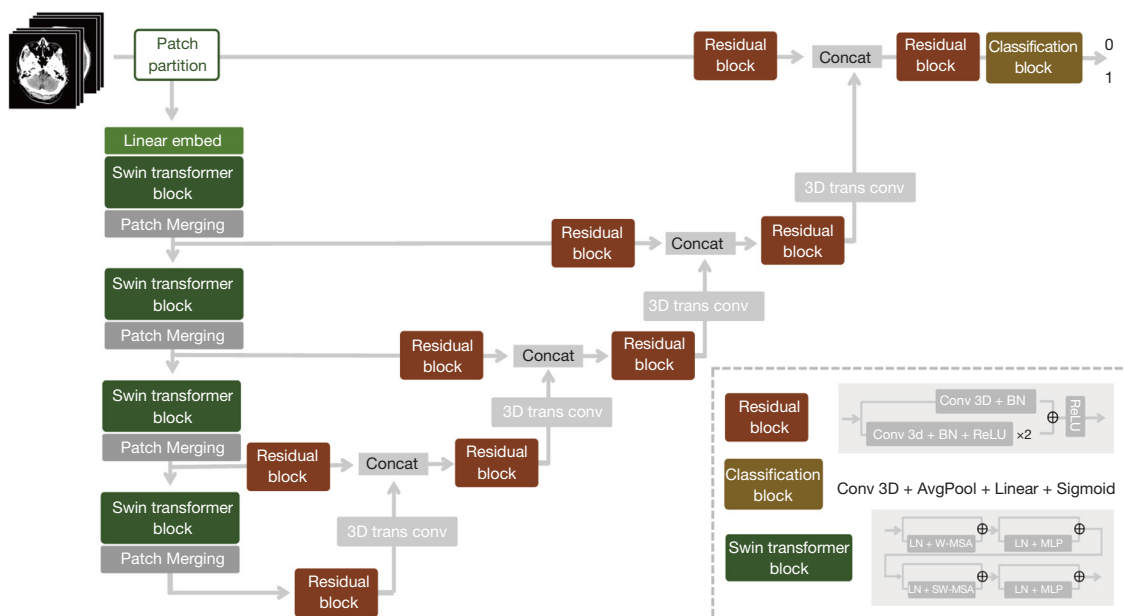 Patch
partition
Residual
block
Concat
Residual
block
Classification
block
0
1
Linear embed
Swin transformer
block
Patch Merging
3D trans conv
Residual
block
Concat
Residual
block
Swin transformer
block
Patch Merging
3D trans conv
Residual
block
Concat
Residual
block
Swin transformer
block
Patch Merging
3D trans conv
Residual
block
Concat
Residual
block
Swin transformer
block
Patch Merging
3D trans conv
Residual
block
Residual
block
Conv 3D + BN
Conv 3d + BN + ReLU ×2
ReLU
Classification
block
Conv 3D + AvgPool + Linear + Sigmoid
Swin transformer
block
LN + W-MSA
LN + MLP
LN + SW-MSA
LN + MLP